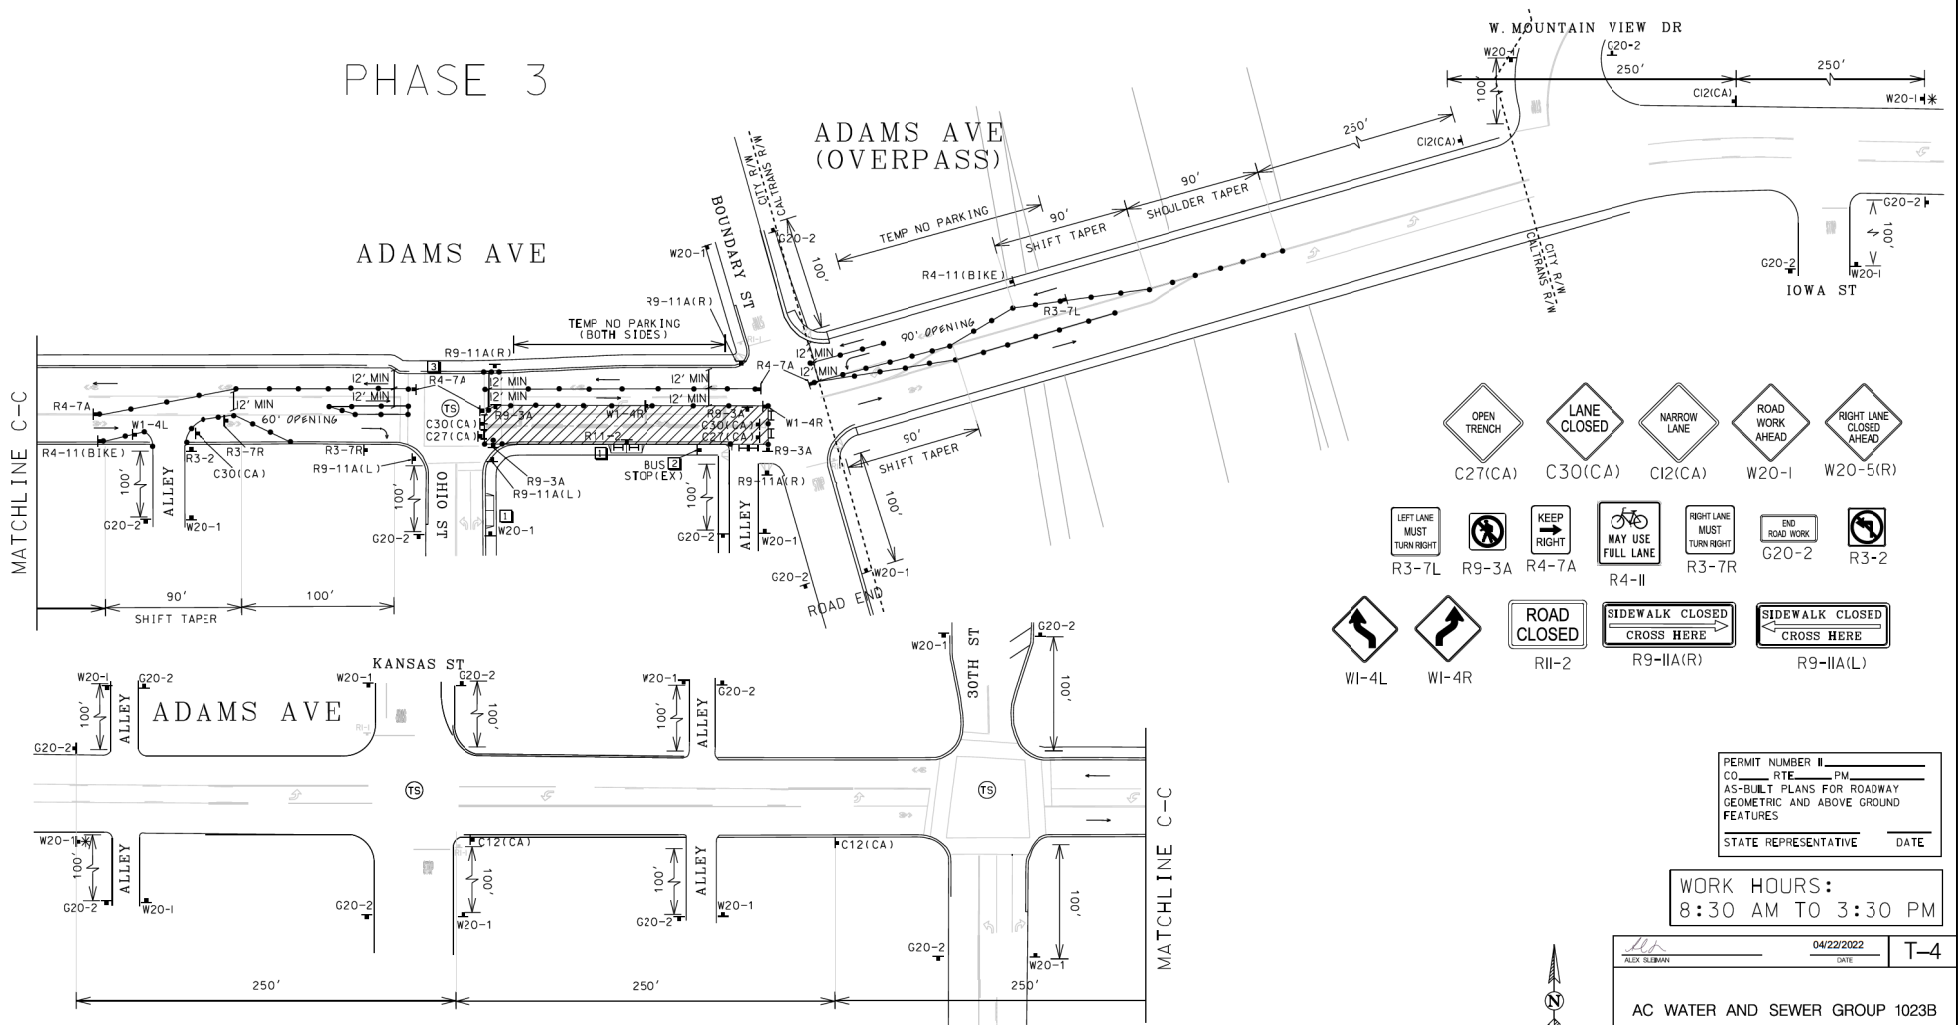 PHASE 3
ADAMS AVE
(OVERPASS)
ADAMS AVE
W. MOUNTAIN VIEW DR
W20-1
G20-2
250'
250'
100'
C12(CA)
W20-1 *
250'
C12(CA)
90'
SHOULDER TAPER
90'
SHIFT TAPER
TEMP NO PARKING
R4-11(BIKE)
R3-7L
90' OPENING
CITY R/W
CALTRANS R/W
CITY R/W
CALTRANS R/W
G20-2
100'
G20-2
W20-1
IOWA ST
BOUNDARY ST
W20-1
G20-2
100'
R9-11A(R)
TEMP NO PARKING
(BOTH SIDES)
R9-11A(R)
3
R4-7A
R4-7A
12' MIN
12' MIN
12' MIN
12' MIN
12' MIN
12' MIN
12' MIN
12' MIN
12' MIN
R4-7A
W1-4L
R4-11(BIKE)
60' OPENING
R3-2
R3-7R
C30(CA)
R3-7R
R9-11A(L)
TS
C30(CA)
C27(CA)
R9-3A
W1-4R
R9-3A
C30(CA)
C27(CA)
W1-4R
R11-2
1
BUS
STOP(EX)
2
R9-3A
R9-11A(R)
R9-3A
R9-11A(L)
1
W20-1
100'
ALLEY
G20-2
W20-1
100'
G20-2
OHIO ST
100'
G20-2
ALLEY
W20-1
50'
SHIFT TAPER
100'
W20-1
G20-2
ROAD END
90'
SHIFT TAPER
100'
MATCHLINE C-C
OPEN
TRENCH
C27(CA)
LANE
CLOSED
C30(CA)
NARROW
LANE
C12(CA)
ROAD
WORK
AHEAD
W20-1
RIGHT LANE
CLOSED
AHEAD
W20-5(R)
LEFT LANE
MUST
TURN RIGHT
R3-7L
R9-3A
KEEP
RIGHT
R4-7A
MAY USE
FULL LANE
R4-11
RIGHT LANE
MUST
TURN RIGHT
R3-7R
END
ROAD WORK
G20-2
R3-2
W1-4L
W1-4R
ROAD
CLOSED
R11-2
SIDEWALK CLOSED
CROSS HERE
R9-11A(R)
SIDEWALK CLOSED
CROSS HERE
R9-11A(L)
W20-1
G20-2
100'
ALLEY
ADAMS AVE
KANSAS ST
W20-1
G20-2
100'
R1-1
W20-1
G20-2
100'
ALLEY
W20-1
30TH ST
G20-2
100'
G20-2
TS
TS
W20-1 *
100'
G20-2
ALLEY
W20-1
G20-2
C12(CA)
100'
W20-1
100'
G20-2
ALLEY
W20-1
C12(CA)
G20-2
100'
W20-1
250'
250'
250'
MATCHLINE C-C
PERMIT NUMBER #
CO RTE PM
AS-BUILT PLANS FOR ROADWAY
GEOMETRIC AND ABOVE GROUND
FEATURES
STATE REPRESENTATIVE DATE
WORK HOURS:
8:30 AM TO 3:30 PM
04/22/2022
ALEX SLEIMAN
DATE
T-4
N
AC WATER AND SEWER GROUP 1023B